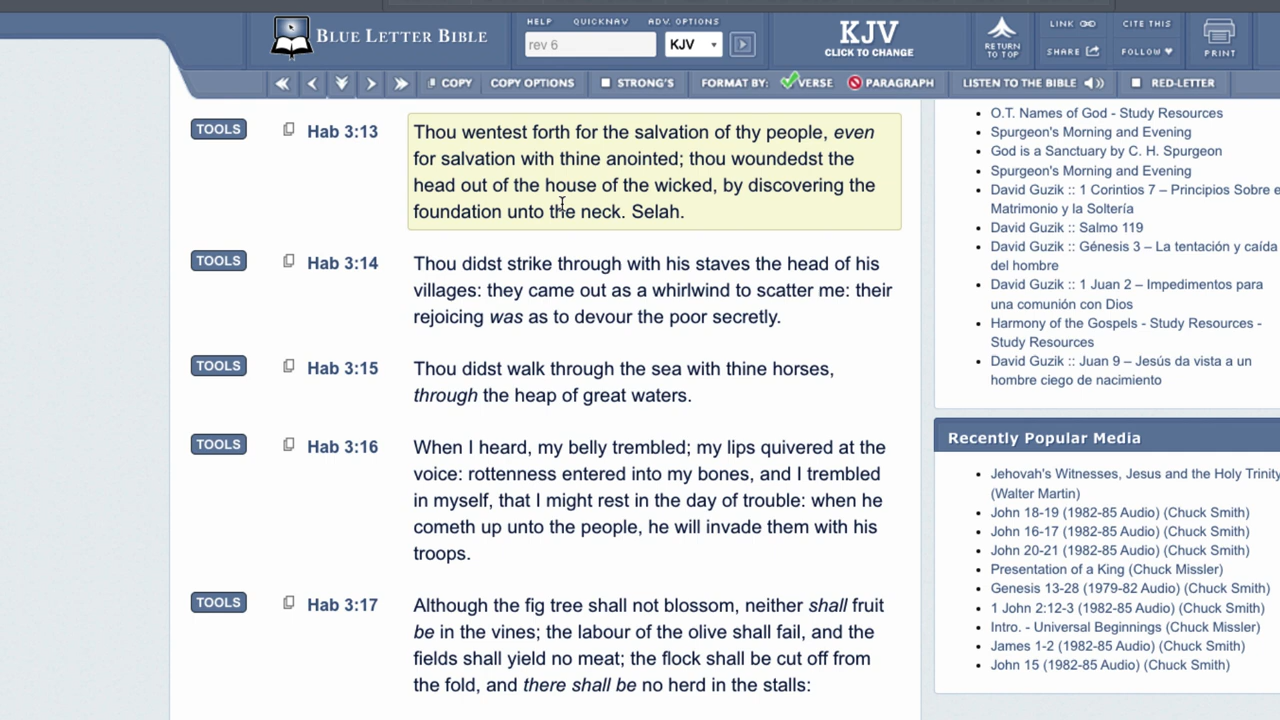 BLUE LETTER BIBLE
HELP QUICKNAV ADV. OPTIONS
rev 6 KJV
KJV
CLICK TO CHANGE
RETURN
TO TOP
LINK CITE THIS
SHARE FOLLOW
PRINT
COPY COPY OPTIONS STRONG'S FORMAT BY: VERSE PARAGRAPH LISTEN TO THE BIBLE RED-LETTER
TOOLS Hab 3:13
Thou wentest forth for the salvation of thy people, even
for salvation with thine anointed; thou woundedst the
head out of the house of the wicked, by discovering the
foundation unto the neck. Selah.
TOOLS Hab 3:14
Thou didst strike through with his staves the head of his
villages: they came out as a whirlwind to scatter me: their
rejoicing was as to devour the poor secretly.
TOOLS Hab 3:15
Thou didst walk through the sea with thine horses,
through the heap of great waters.
TOOLS Hab 3:16
When I heard, my belly trembled; my lips quivered at the
voice: rottenness entered into my bones, and I trembled
in myself, that I might rest in the day of trouble: when he
cometh up unto the people, he will invade them with his
troops.
TOOLS Hab 3:17
Although the fig tree shall not blossom, neither shall fruit
be in the vines; the labour of the olive shall fail, and the
fields shall yield no meat; the flock shall be cut off from
the fold, and there shall be no herd in the stalls:
O.T. Names of God - Study Resources
Spurgeon's Morning and Evening
God is a Sanctuary by C. H. Spurgeon
Spurgeon's Morning and Evening
David Guzik :: 1 Corintios 7 – Principios Sobre e
Matrimonio y la Soltería
David Guzik :: Salmo 119
David Guzik :: Génesis 3 – La tentación y caída
del hombre
David Guzik :: 1 Juan 2 – Impedimentos para
una comunión con Dios
Harmony of the Gospels - Study Resources -
Study Resources
David Guzik :: Juan 9 – Jesús da vista a un
hombre ciego de nacimiento
Recently Popular Media
Jehovah's Witnesses, Jesus and the Holy Trinity
(Walter Martin)
John 18-19 (1982-85 Audio) (Chuck Smith)
John 16-17 (1982-85 Audio) (Chuck Smith)
John 20-21 (1982-85 Audio) (Chuck Smith)
Presentation of a King (Chuck Missler)
Genesis 13-28 (1979-82 Audio) (Chuck Smith)
1 John 2:12-3 (1982-85 Audio) (Chuck Smith)
Intro. - Universal Beginnings (Chuck Missler)
James 1-2 (1982-85 Audio) (Chuck Smith)
John 15 (1982-85 Audio) (Chuck Smith)